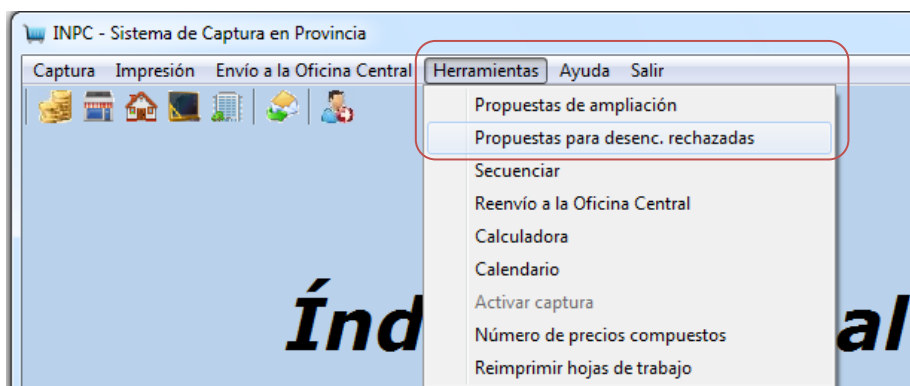 INPC - Sistema de Captura en Provincia
Captura Impresión Envío a la Oficina Central Herramientas Ayuda Salir
Propuestas de ampliación
Propuestas para desenc. rechazadas
Secuenciar
Reenvío a la Oficina Central
Calculadora
Calendario
Activar captura
Índ al
Número de precios compuestos
Reimprimir hojas de trabajo